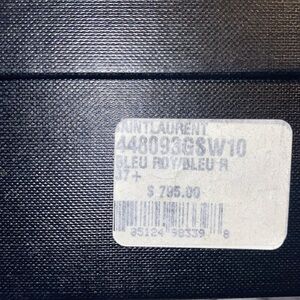 SAINTLAURENT
448093GSW10
BLEU ROY/BLEU R
37+
$ 795.00
85124 98339 8